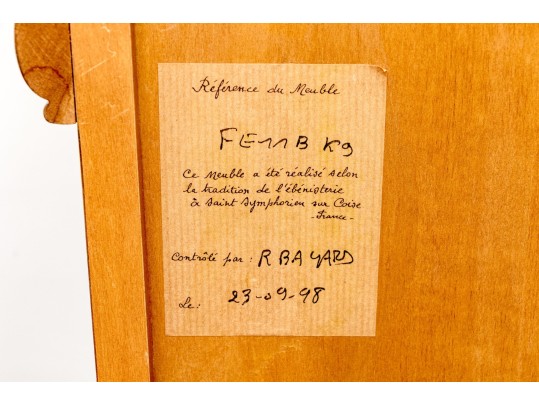 Référence du Meuble
FE11B K9
Ce Meuble a été réalisé selon
la tradition de l'ébénisterie
à Saint Symphorien sur Coise
- France -
Contrôlé par : R BAYARD
Le : 23-09-98